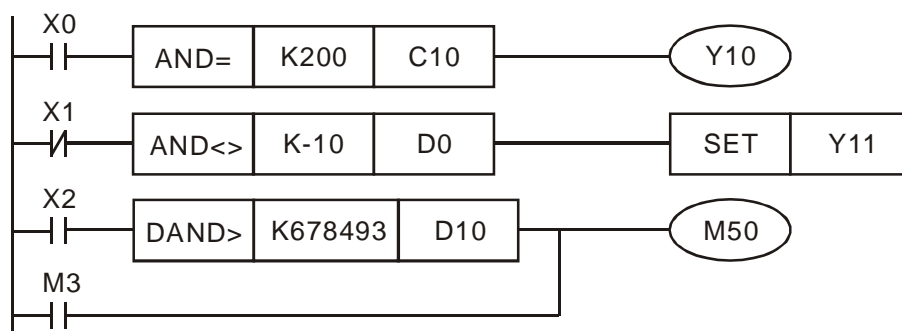 X0
AND= K200 C10 Y10
X1
AND<> K-10 D0 SET Y11
X2
DAND> K678493 D10 M50
M3